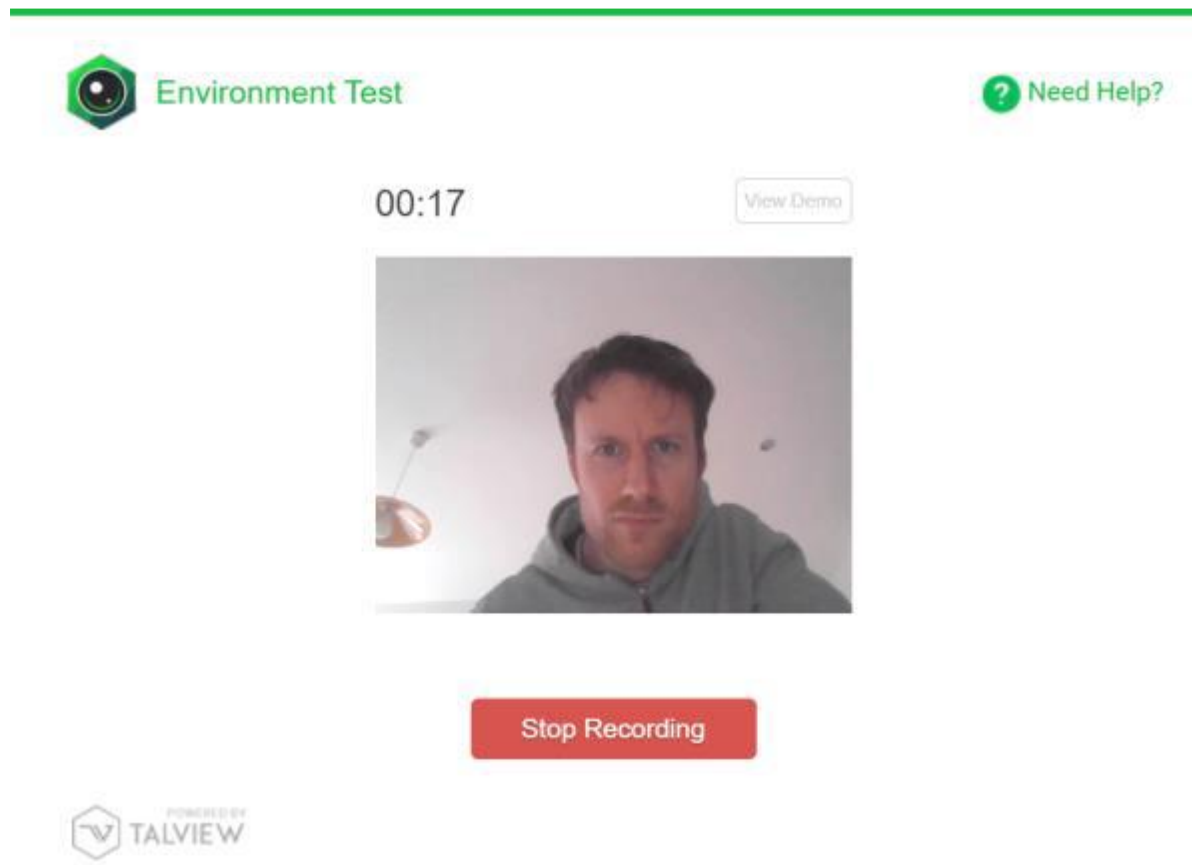 Environment Test
Need Help?
00:17
View Demo
Stop Recording
POWERED BY
TALVIEW